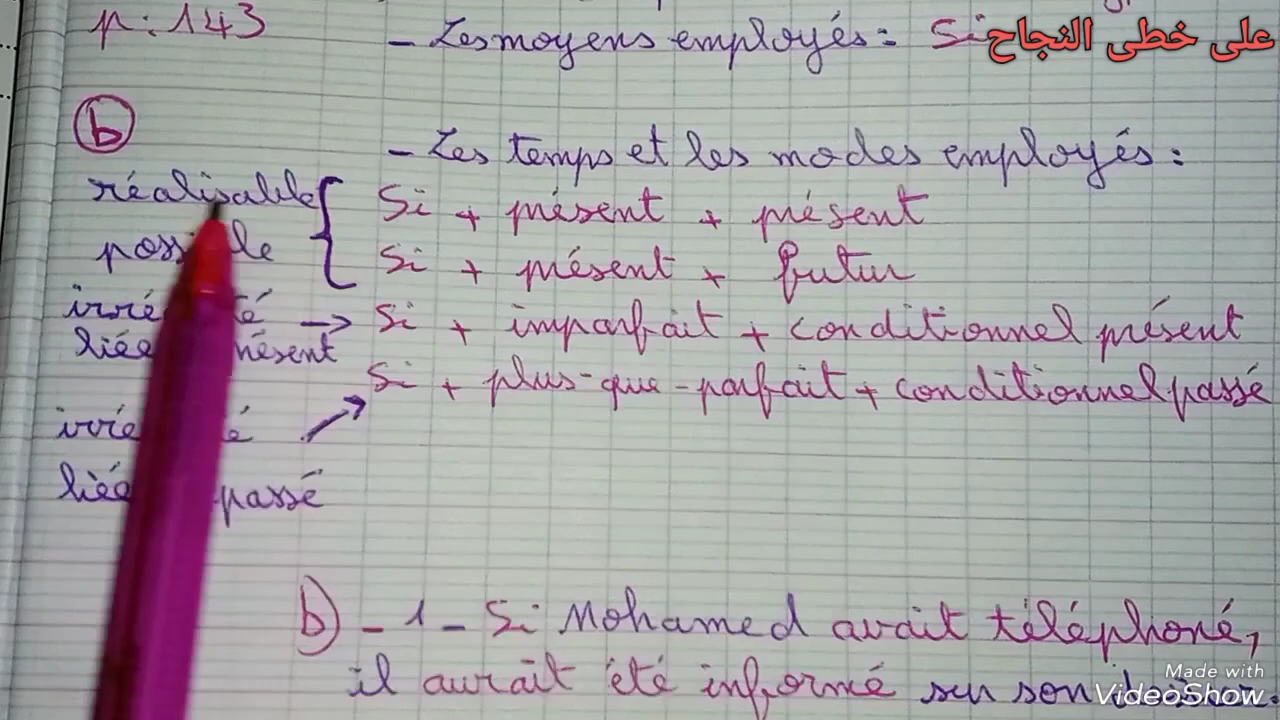 p: 143
- Les moyens employés: Si
على خطى النجاح
b
- Les temps et les modes employés:
réalisable
Si + présent + présent
Si + présent + futur
→ Si + imparfait + conditionnel présent
Si + plus-que-parfait + conditionnel passé
passé
b) - 1 - Si Mohamed avait téléphoné,
il aurait été informé sur son
Made with
VideoShow